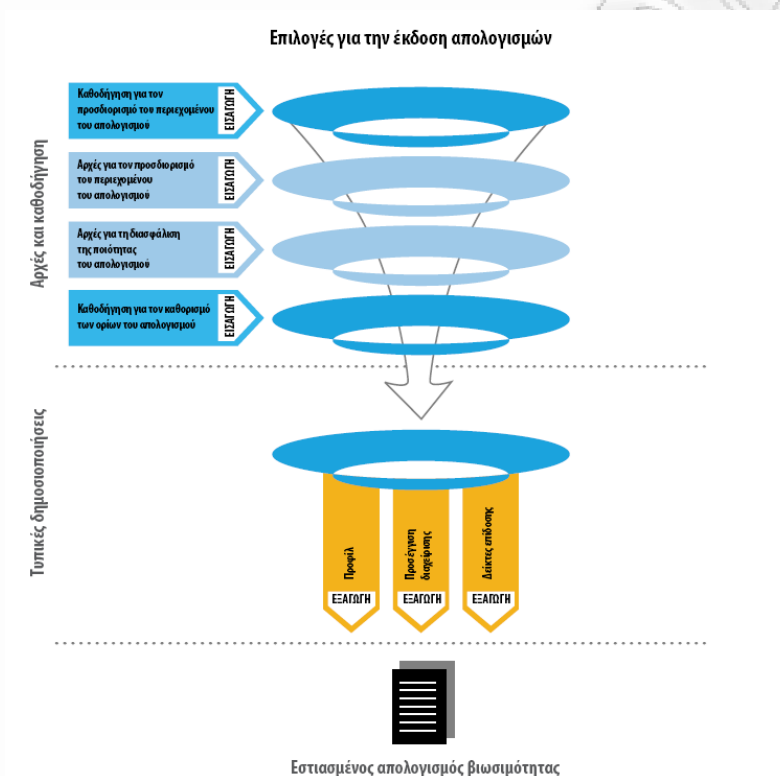 Επιλογές για την έκδοση απολογισμών
Αρχές και καθοδήγηση
Καθοδήγηση για τον
προσδιορισμό του περιεχομένου
του απολογισμού
ΕΙΣΑΓΩΓΗ
Αρχές για τον προσδιορισμό
του περιεχομένου
του απολογισμού
ΕΙΣΑΓΩΓΗ
Αρχές για τη διασφάλιση
της ποιότητας
του απολογισμού
ΕΙΣΑΓΩΓΗ
Καθοδήγηση για τον καθορισμό
των ορίων του απολογισμού
ΕΙΣΑΓΩΓΗ
Τυπικές δημοσιοποιήσεις
Προφίλ
ΕΞΑΓΩΓΗ
Προσέγγιση
διαχείρισης
ΕΞΑΓΩΓΗ
Δείκτες επίδοσης
ΕΞΑΓΩΓΗ
Εστιασμένος απολογισμός βιωσιμότητας